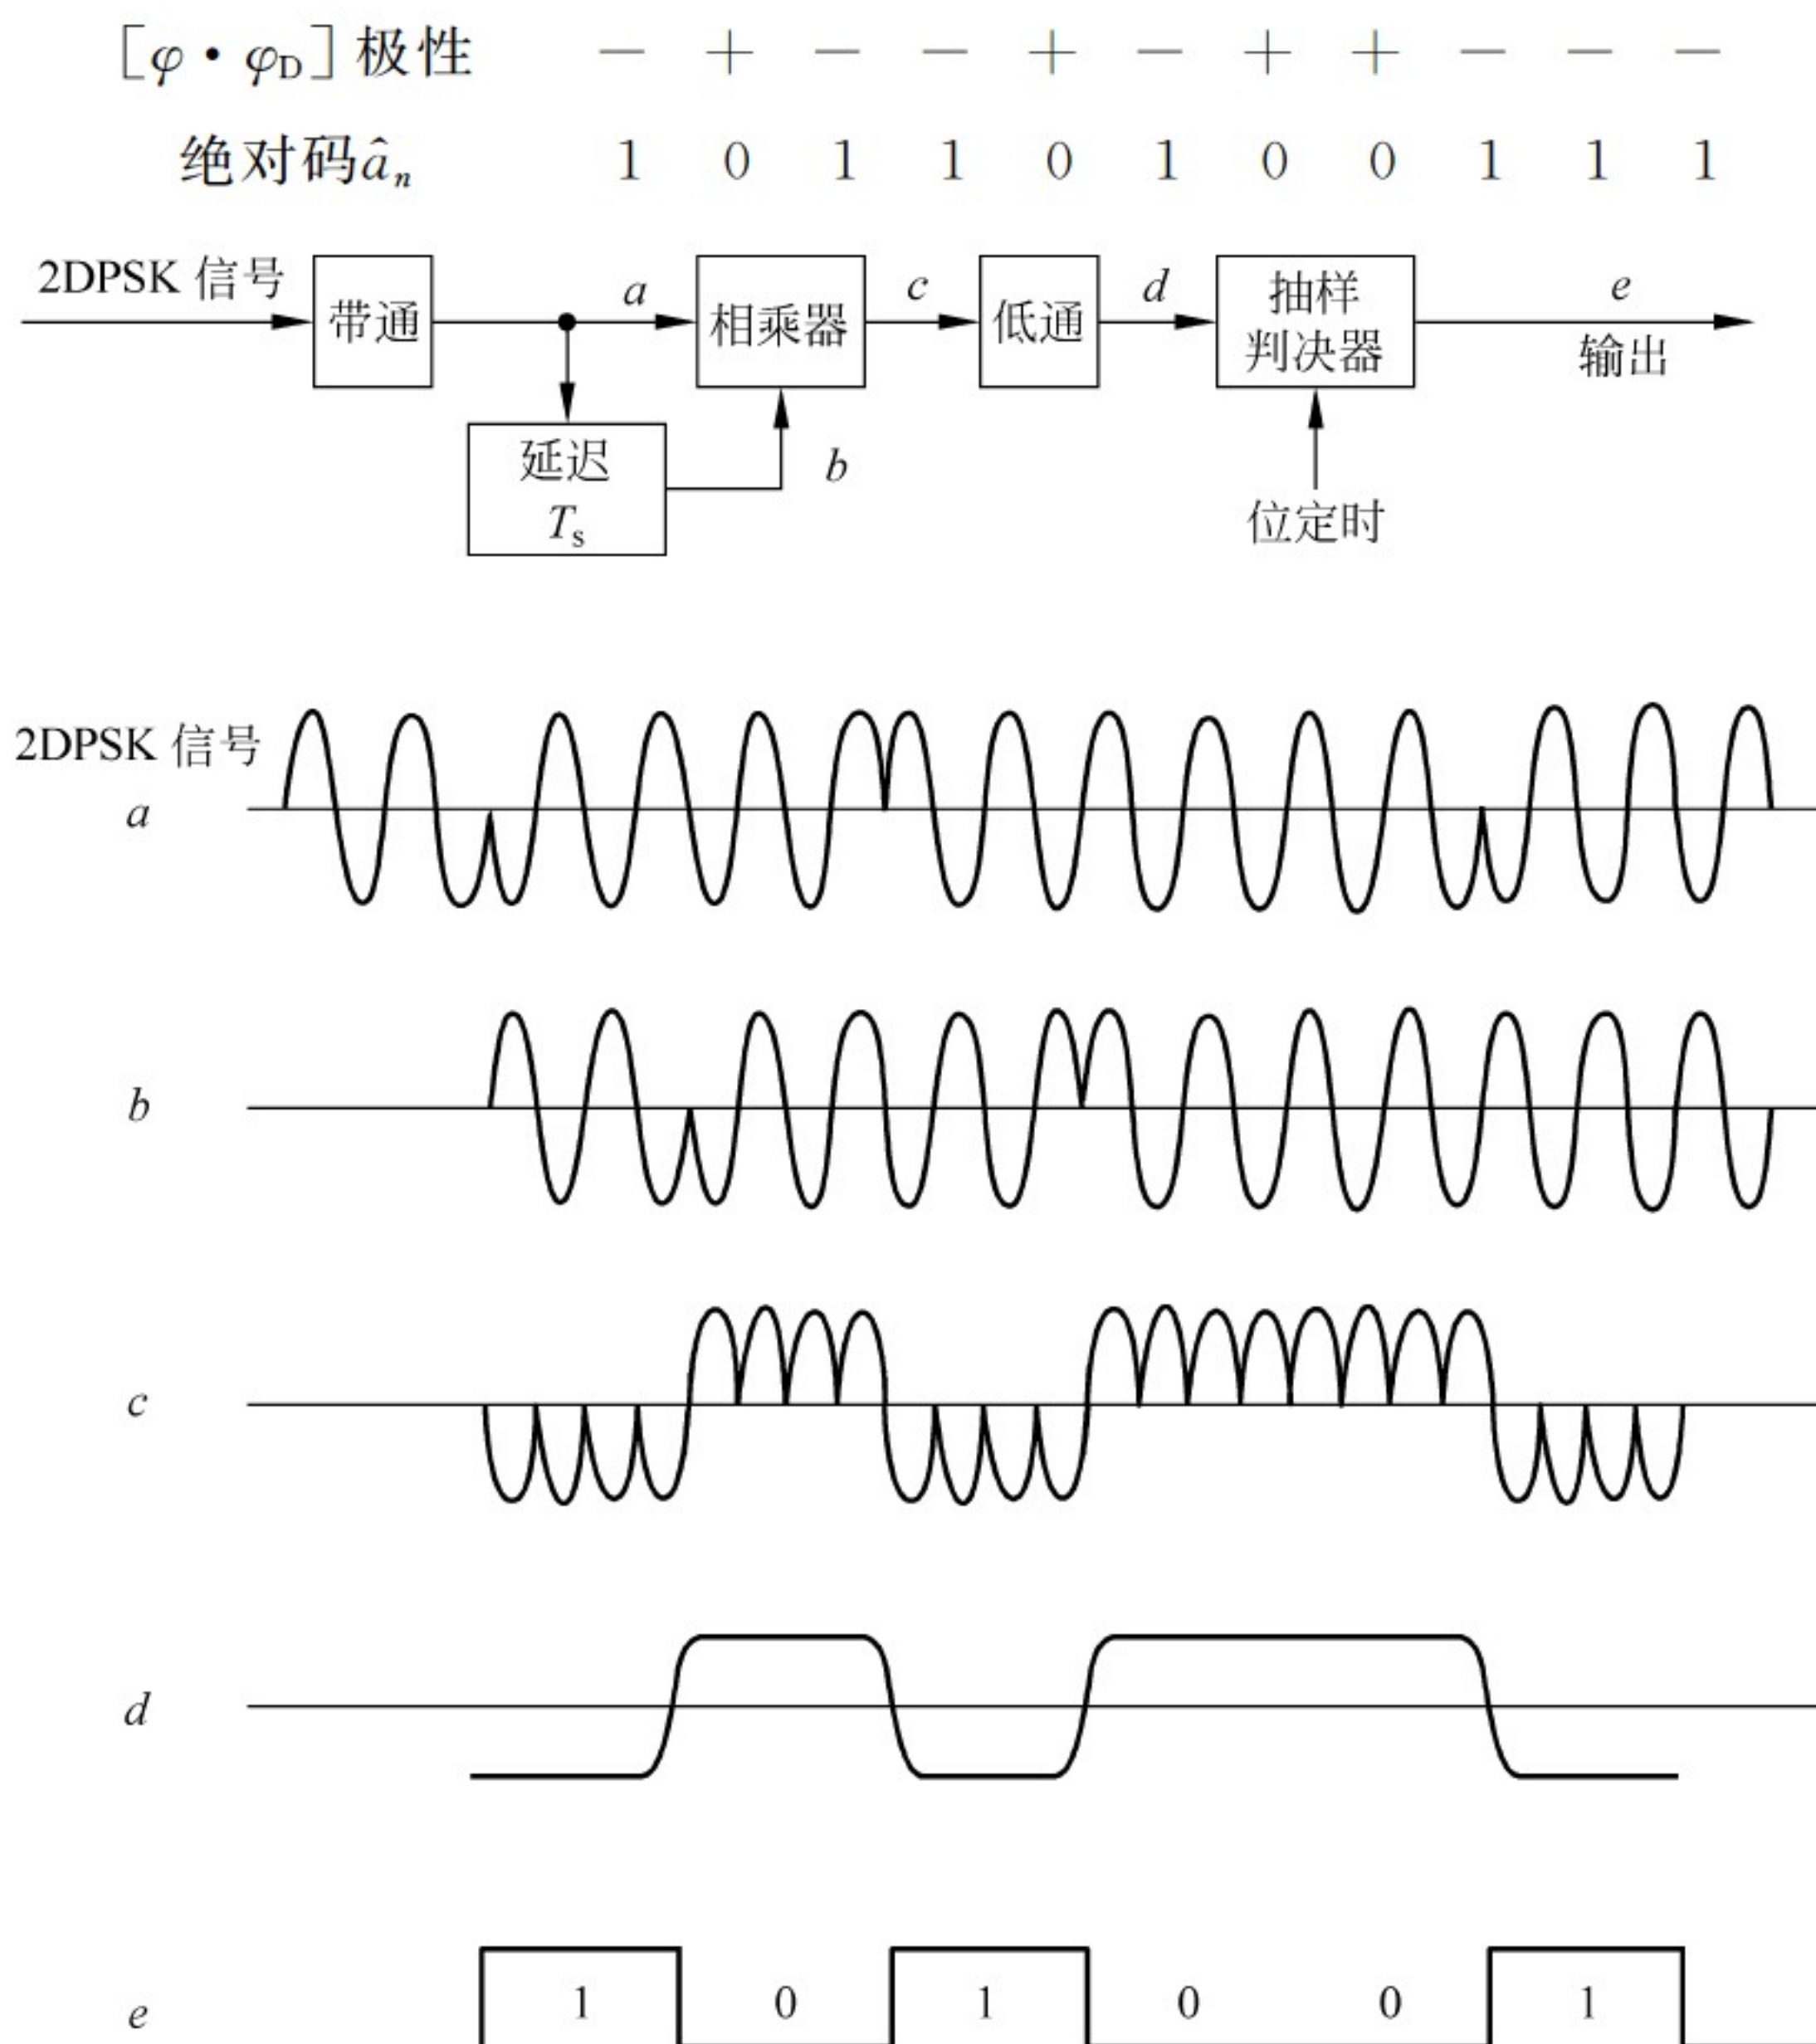 [φ·φD]极性 − + − − + − + + − − −
绝对码ân 1 0 1 1 0 1 0 0 1 1 1
2DPSK 信号 带通 a 相乘器 c 低通 d 抽样判决器 e 输出
延迟 Ts b 位定时
2DPSK 信号
a
b
c
d
e 1 0 1 0 0 1